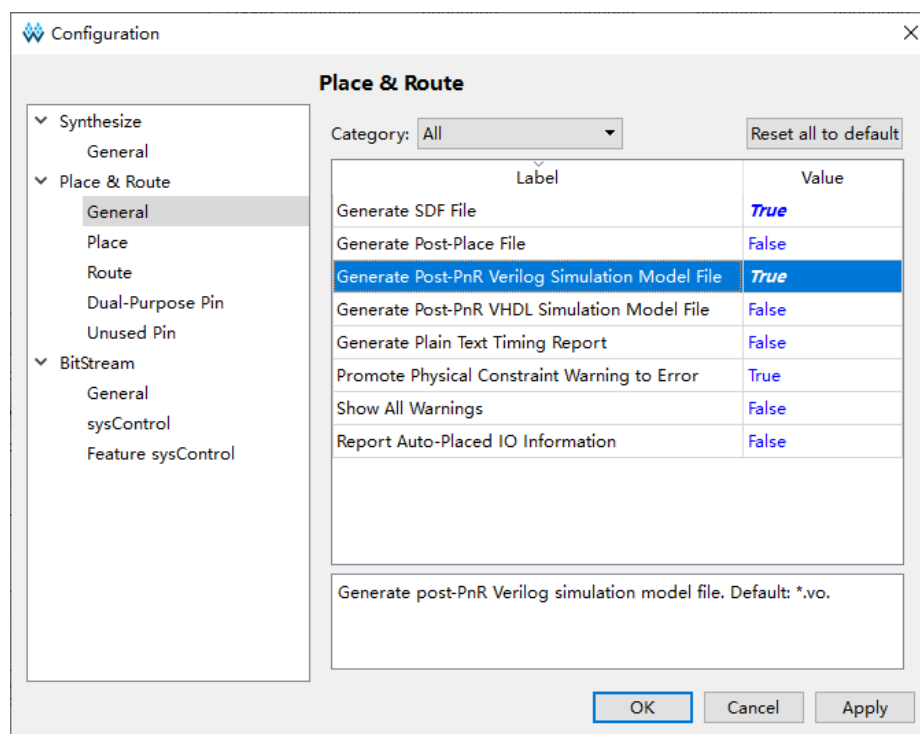 Configuration
Place & Route
Synthesize
General
Place & Route
General
Place
Route
Dual-Purpose Pin
Unused Pin
BitStream
General
sysControl
Feature sysControl
Category: All Reset all to default
Label Value
Generate SDF File True
Generate Post-Place File False
Generate Post-PnR Verilog Simulation Model File True
Generate Post-PnR VHDL Simulation Model File False
Generate Plain Text Timing Report False
Promote Physical Constraint Warning to Error True
Show All Warnings False
Report Auto-Placed IO Information False
Generate post-PnR Verilog simulation model file. Default: *.vo.
OK Cancel Apply